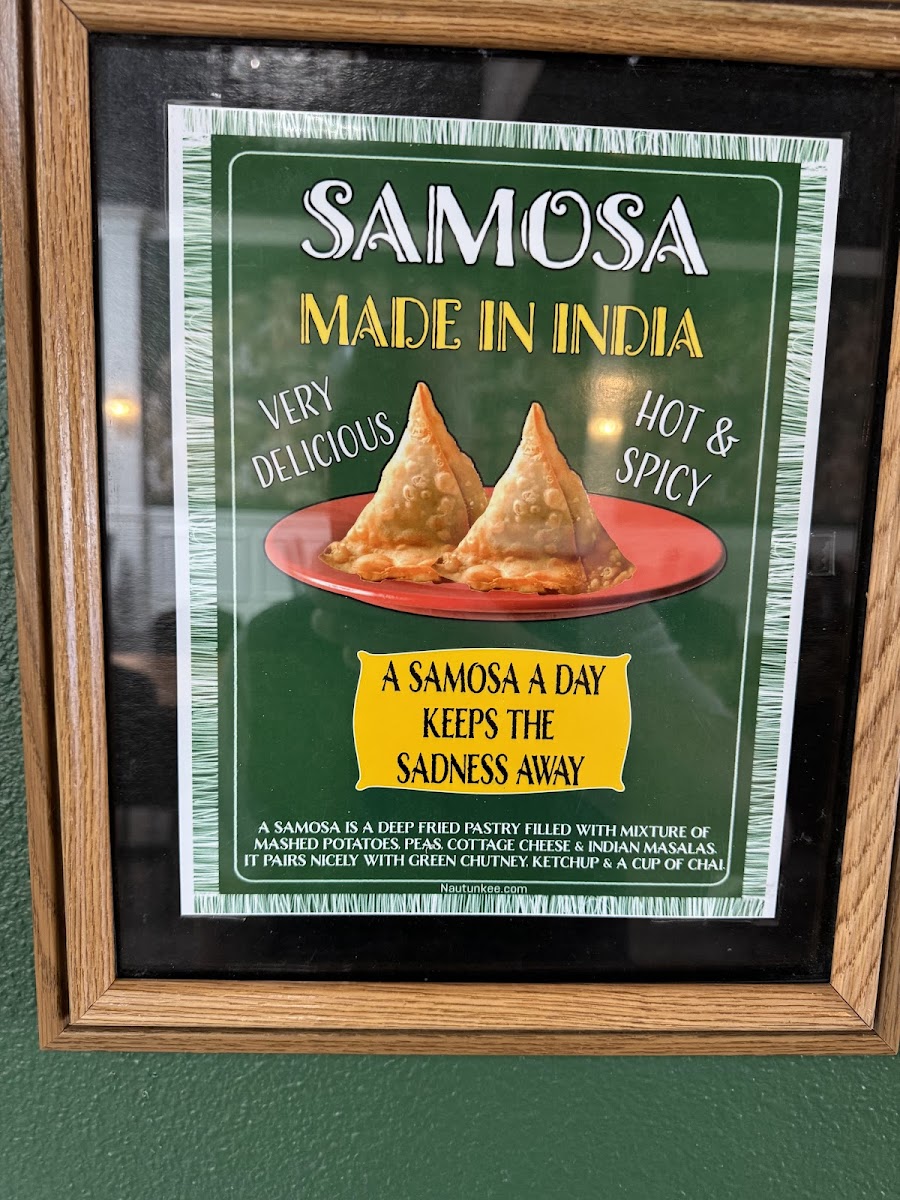 SAMOSA
MADE IN INDIA
VERY
DELICIOUS
HOT &
SPICY
A SAMOSA A DAY
KEEPS THE
SADNESS AWAY
A SAMOSA IS A DEEP FRIED PASTRY FILLED WITH MIXTURE OF
MASHED POTATOES, PEAS, COTTAGE CHEESE & INDIAN MASALAS.
IT PAIRS NICELY WITH GREEN CHUTNEY, KETCHUP & A CUP OF CHAI.
Nautunkee.com